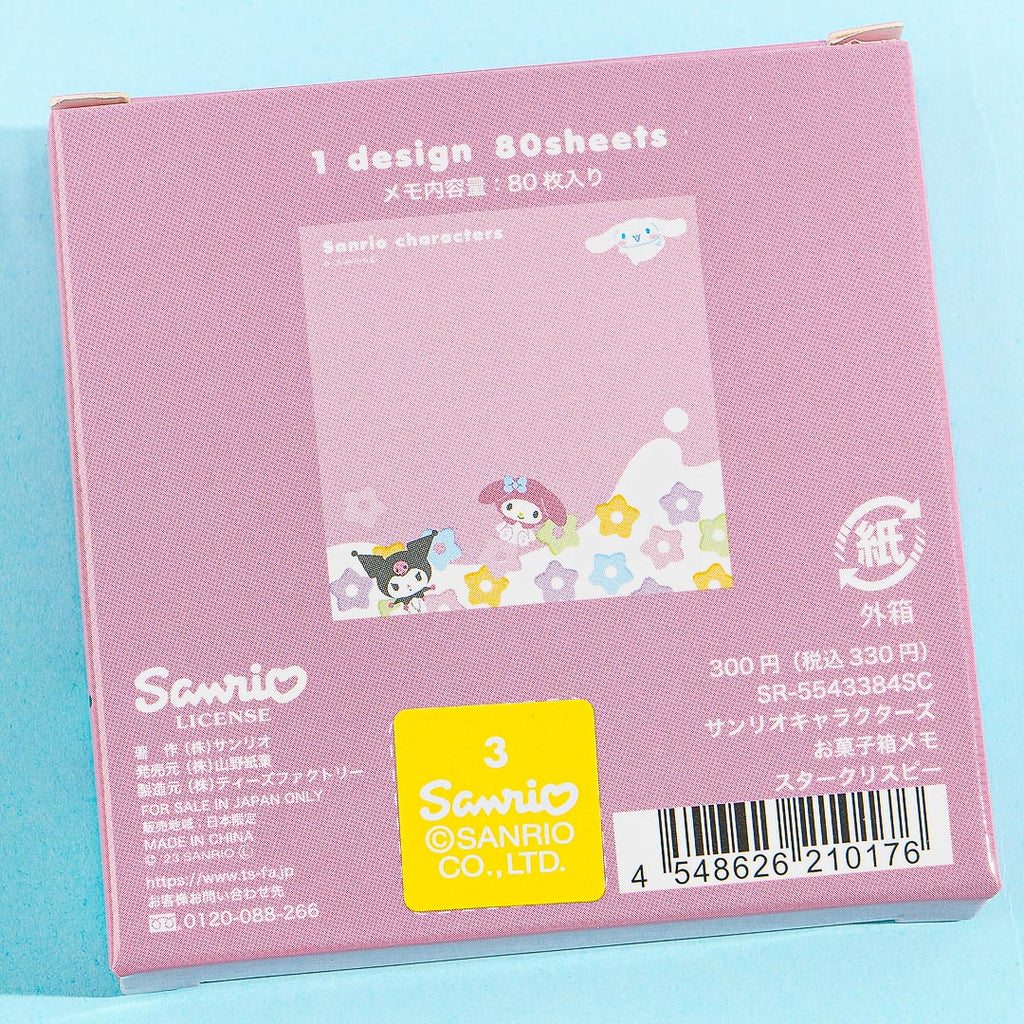 1 design 80sheets
メモ内容量：80枚入り
Sanrio characters
紙
外箱
300円（税込330円）
SR-5543384SC
サンリオキャラクターズ
お菓子箱メモ
スタークリスピー
Sanrio
LICENSE
著　作（株）サンリオ
発売元（株）山野紙業
製造元（株）ティーズファクトリー
FOR SALE IN JAPAN ONLY
販売地域：日本限定
MADE IN CHINA
© '23 SANRIO Ⓛ
https://www.ts-fa.jp
お客様お問い合わせ先
0120-088-266
3
Sanrio
©SANRIO
CO.,LTD.
4 548626 210176